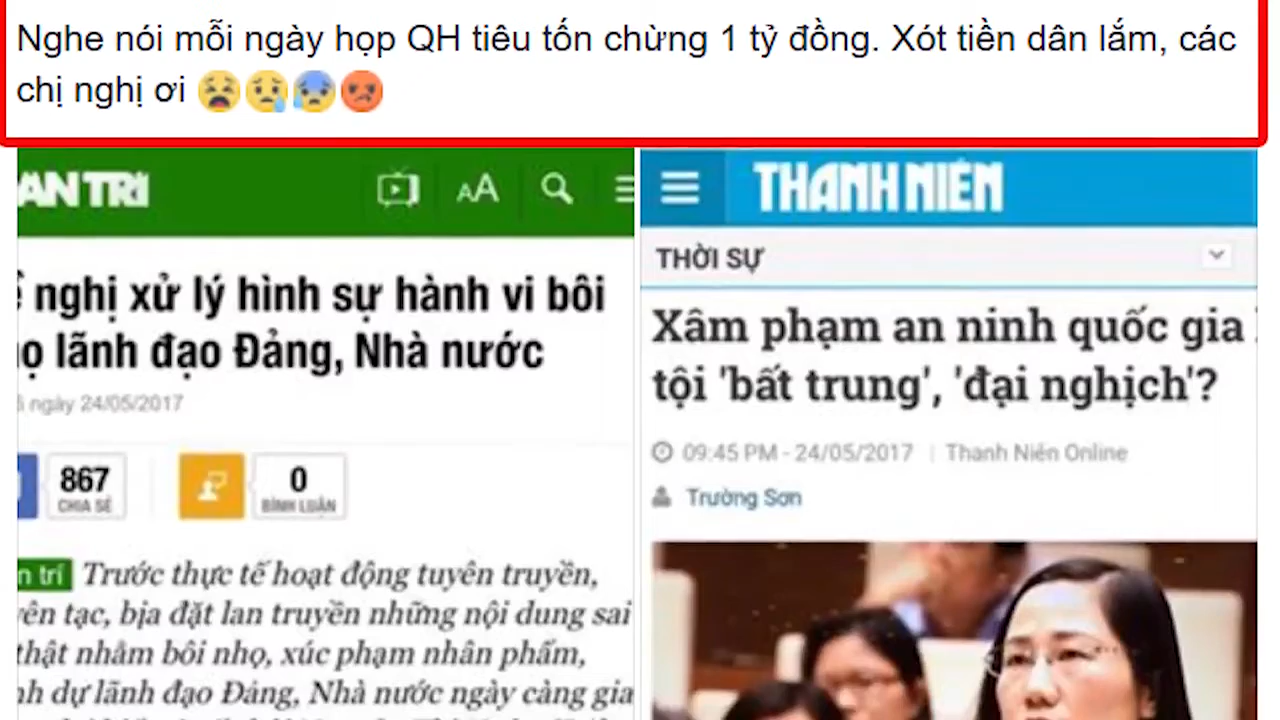 Nghe nói mỗi ngày họp QH tiêu tốn chừng 1 tỷ đồng. Xót tiền dân lắm, các
chị nghị ơi 😫😢😰😡
AN TRI
AA
nghị xử lý hình sự hành vi bôi
ọ lãnh đạo Đảng, Nhà nước
ngày 24/05/2017
867
CHIA SẺ
0
BÌNH LUẬN
n trí Trước thực tế hoạt động tuyên truyền,
yên tạc, bịa đặt lan truyền những nội dung sai
thật nhằm bôi nhọ, xúc phạm nhân phẩm,
nh dự lãnh đạo Đảng, Nhà nước ngày càng gia
THANH NIÊN
THỜI SỰ
Xâm phạm an ninh quốc gia
tội 'bất trung', 'đại nghịch'?
09:45 PM - 24/05/2017 | Thanh Niên Online
Trường Sơn